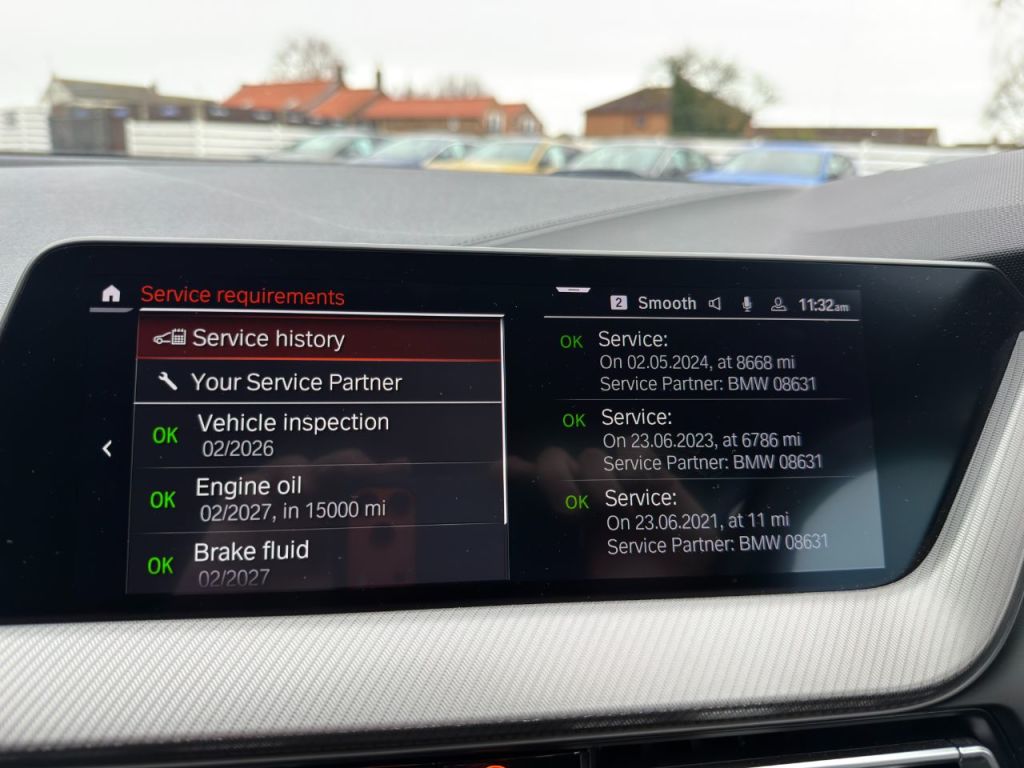 Service requirements
2 Smooth 11:32am
Service history
Your Service Partner
OK Vehicle inspection
02/2026
OK Engine oil
02/2027, in 15000 mi
OK Brake fluid
02/2027
OK Service:
On 02.05.2024, at 8668 mi
Service Partner: BMW 08631
OK Service:
On 23.06.2023, at 6786 mi
Service Partner: BMW 08631
OK Service:
On 23.06.2021, at 11 mi
Service Partner: BMW 08631